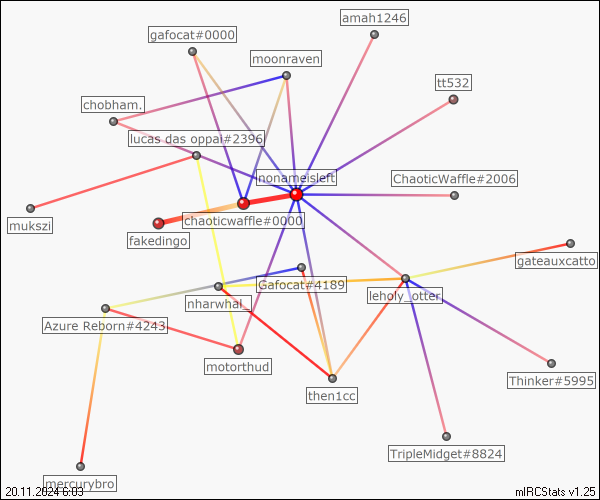 amah1246
gafocat#0000
moonraven
tt532
chobham.
lucas das oppai#2396
nonameisleft
ChaoticWaffle#2006
mukszi
chaoticwaffle#0000
fakedingo
gateauxcatto
Gafocat#4189
leholy_otter
nharwhal_
Azure Reborn#4243
motorthud
Thinker#5995
then1cc
TripleMidget#8824
mercurybro
20.11.2024 6:03
mIRCStats v1.25